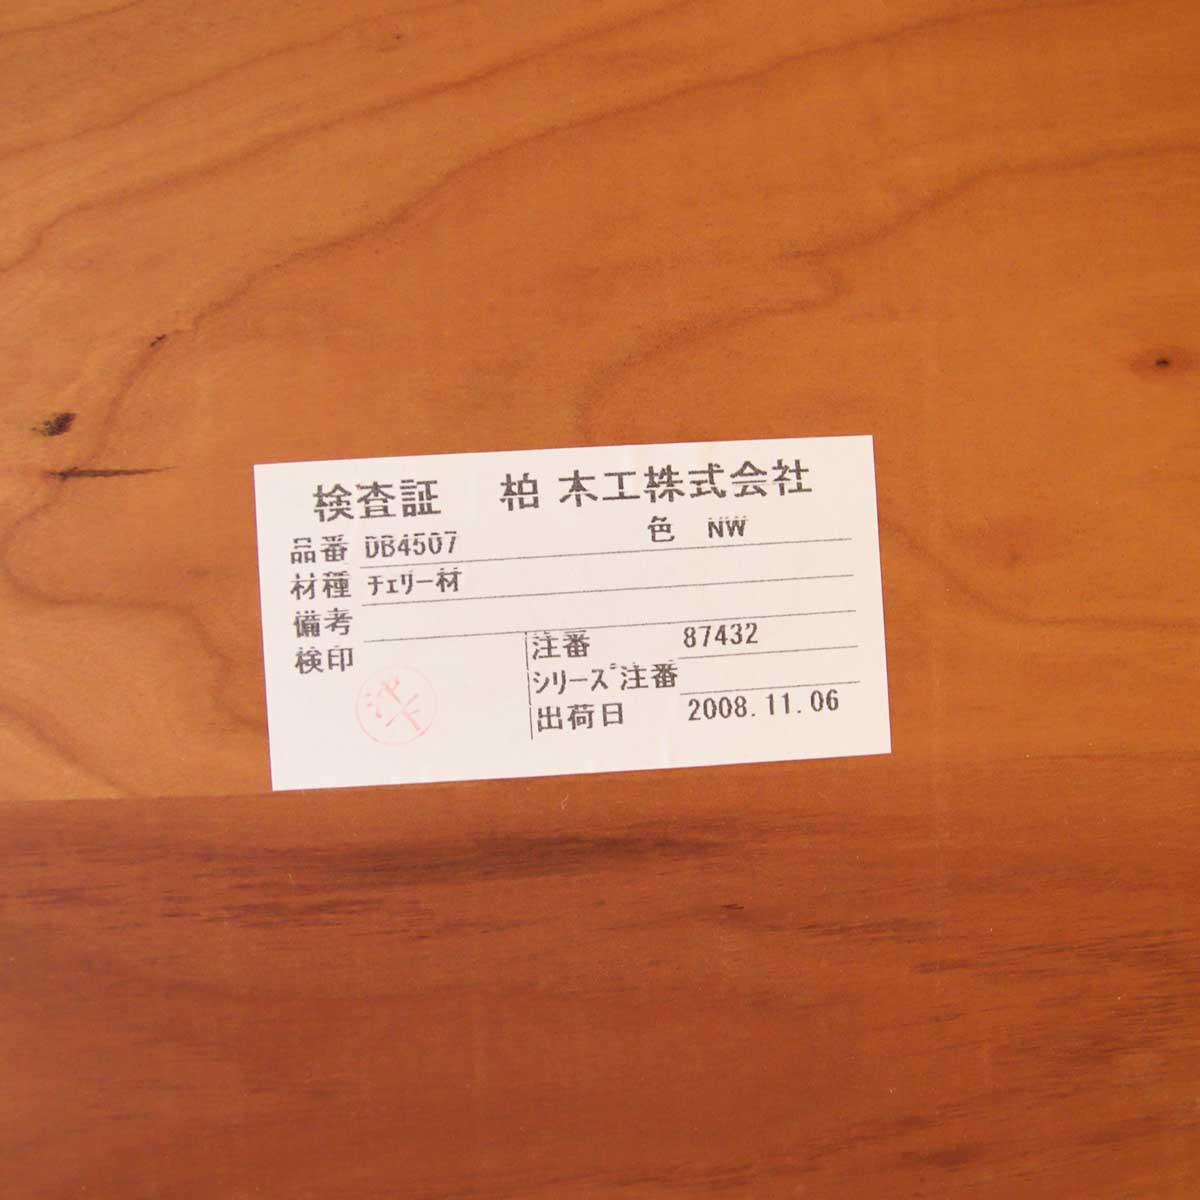 検査証 柏木工株式会社
品番 DB4507 色 NW
材種 チェリー材
備考
検印
注番 87432
シリーズ注番
出荷日 2008.11.06